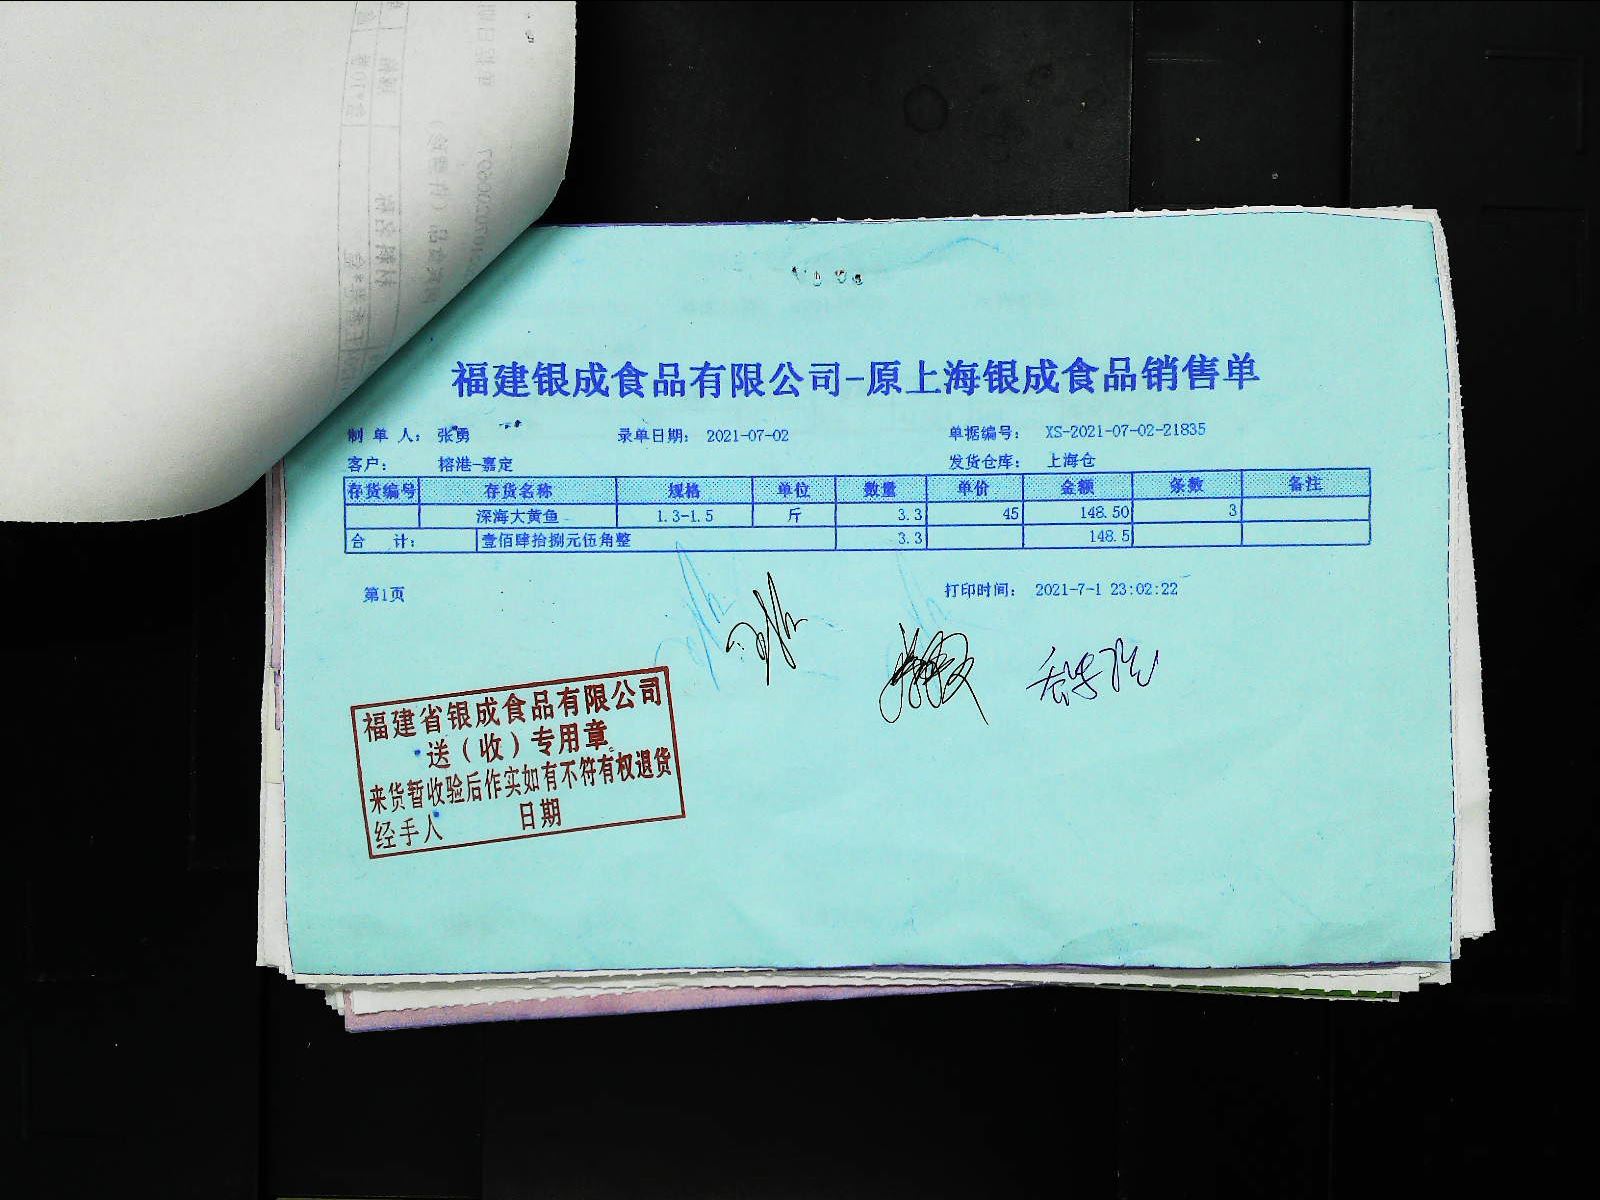 福建银成食品有限公司-原上海银成食品销售单
制 单 人： 张勇 录单日期： 2021-07-02 单据编号： XS-2021-07-02-21835
客户： 榕港-嘉定 发货仓库： 上海仓
存货编号 存货名称 规格 单位 数量 单价 金额 条数 备注
深海大黄鱼 1.3-1.5 斤 3.3 45 148.50 3
合 计： 壹佰肆拾捌元伍角整 3.3 148.5
第1页 打印时间： 2021-7-1 23:02:22
福建省银成食品有限公司
送（收）专用章
来货暂收验后作实如有不符有权退货
经手人 日期